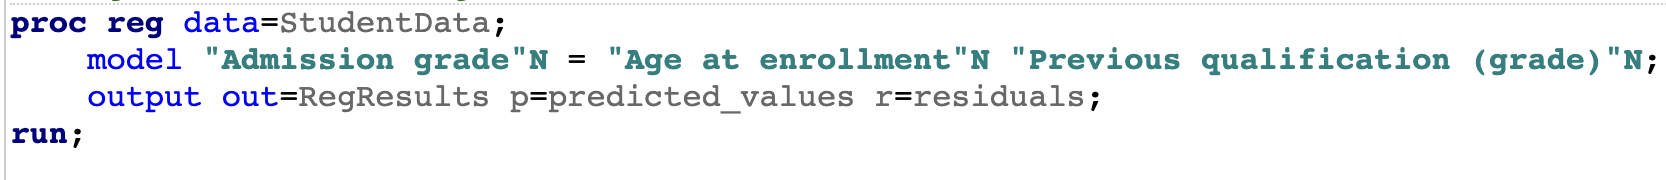 proc reg data=StudentData;
    model "Admission grade"N = "Age at enrollment"N "Previous qualification (grade)"N;
    output out=RegResults p=predicted_values r=residuals;
run;